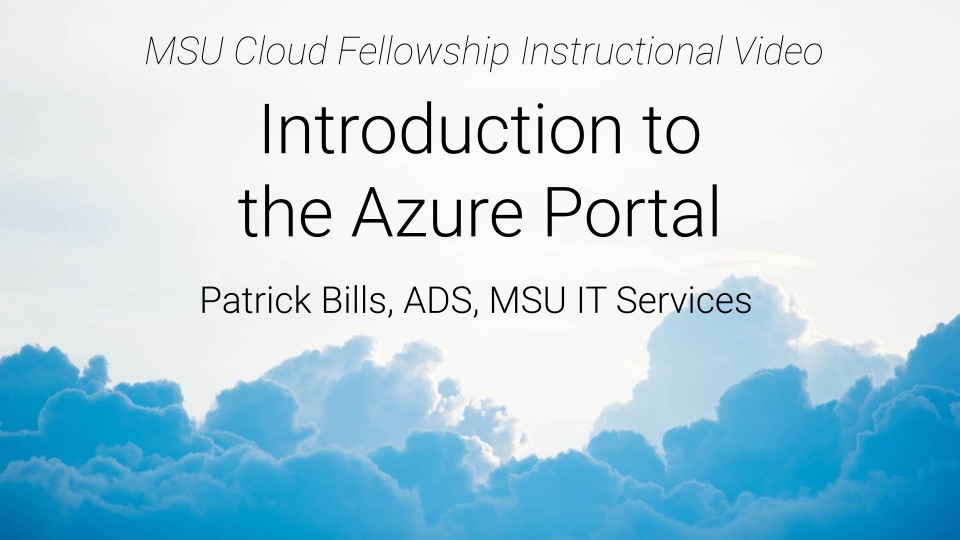 MSU Cloud Fellowship Instructional Video
Introduction to
the Azure Portal
Patrick Bills, ADS, MSU IT Services